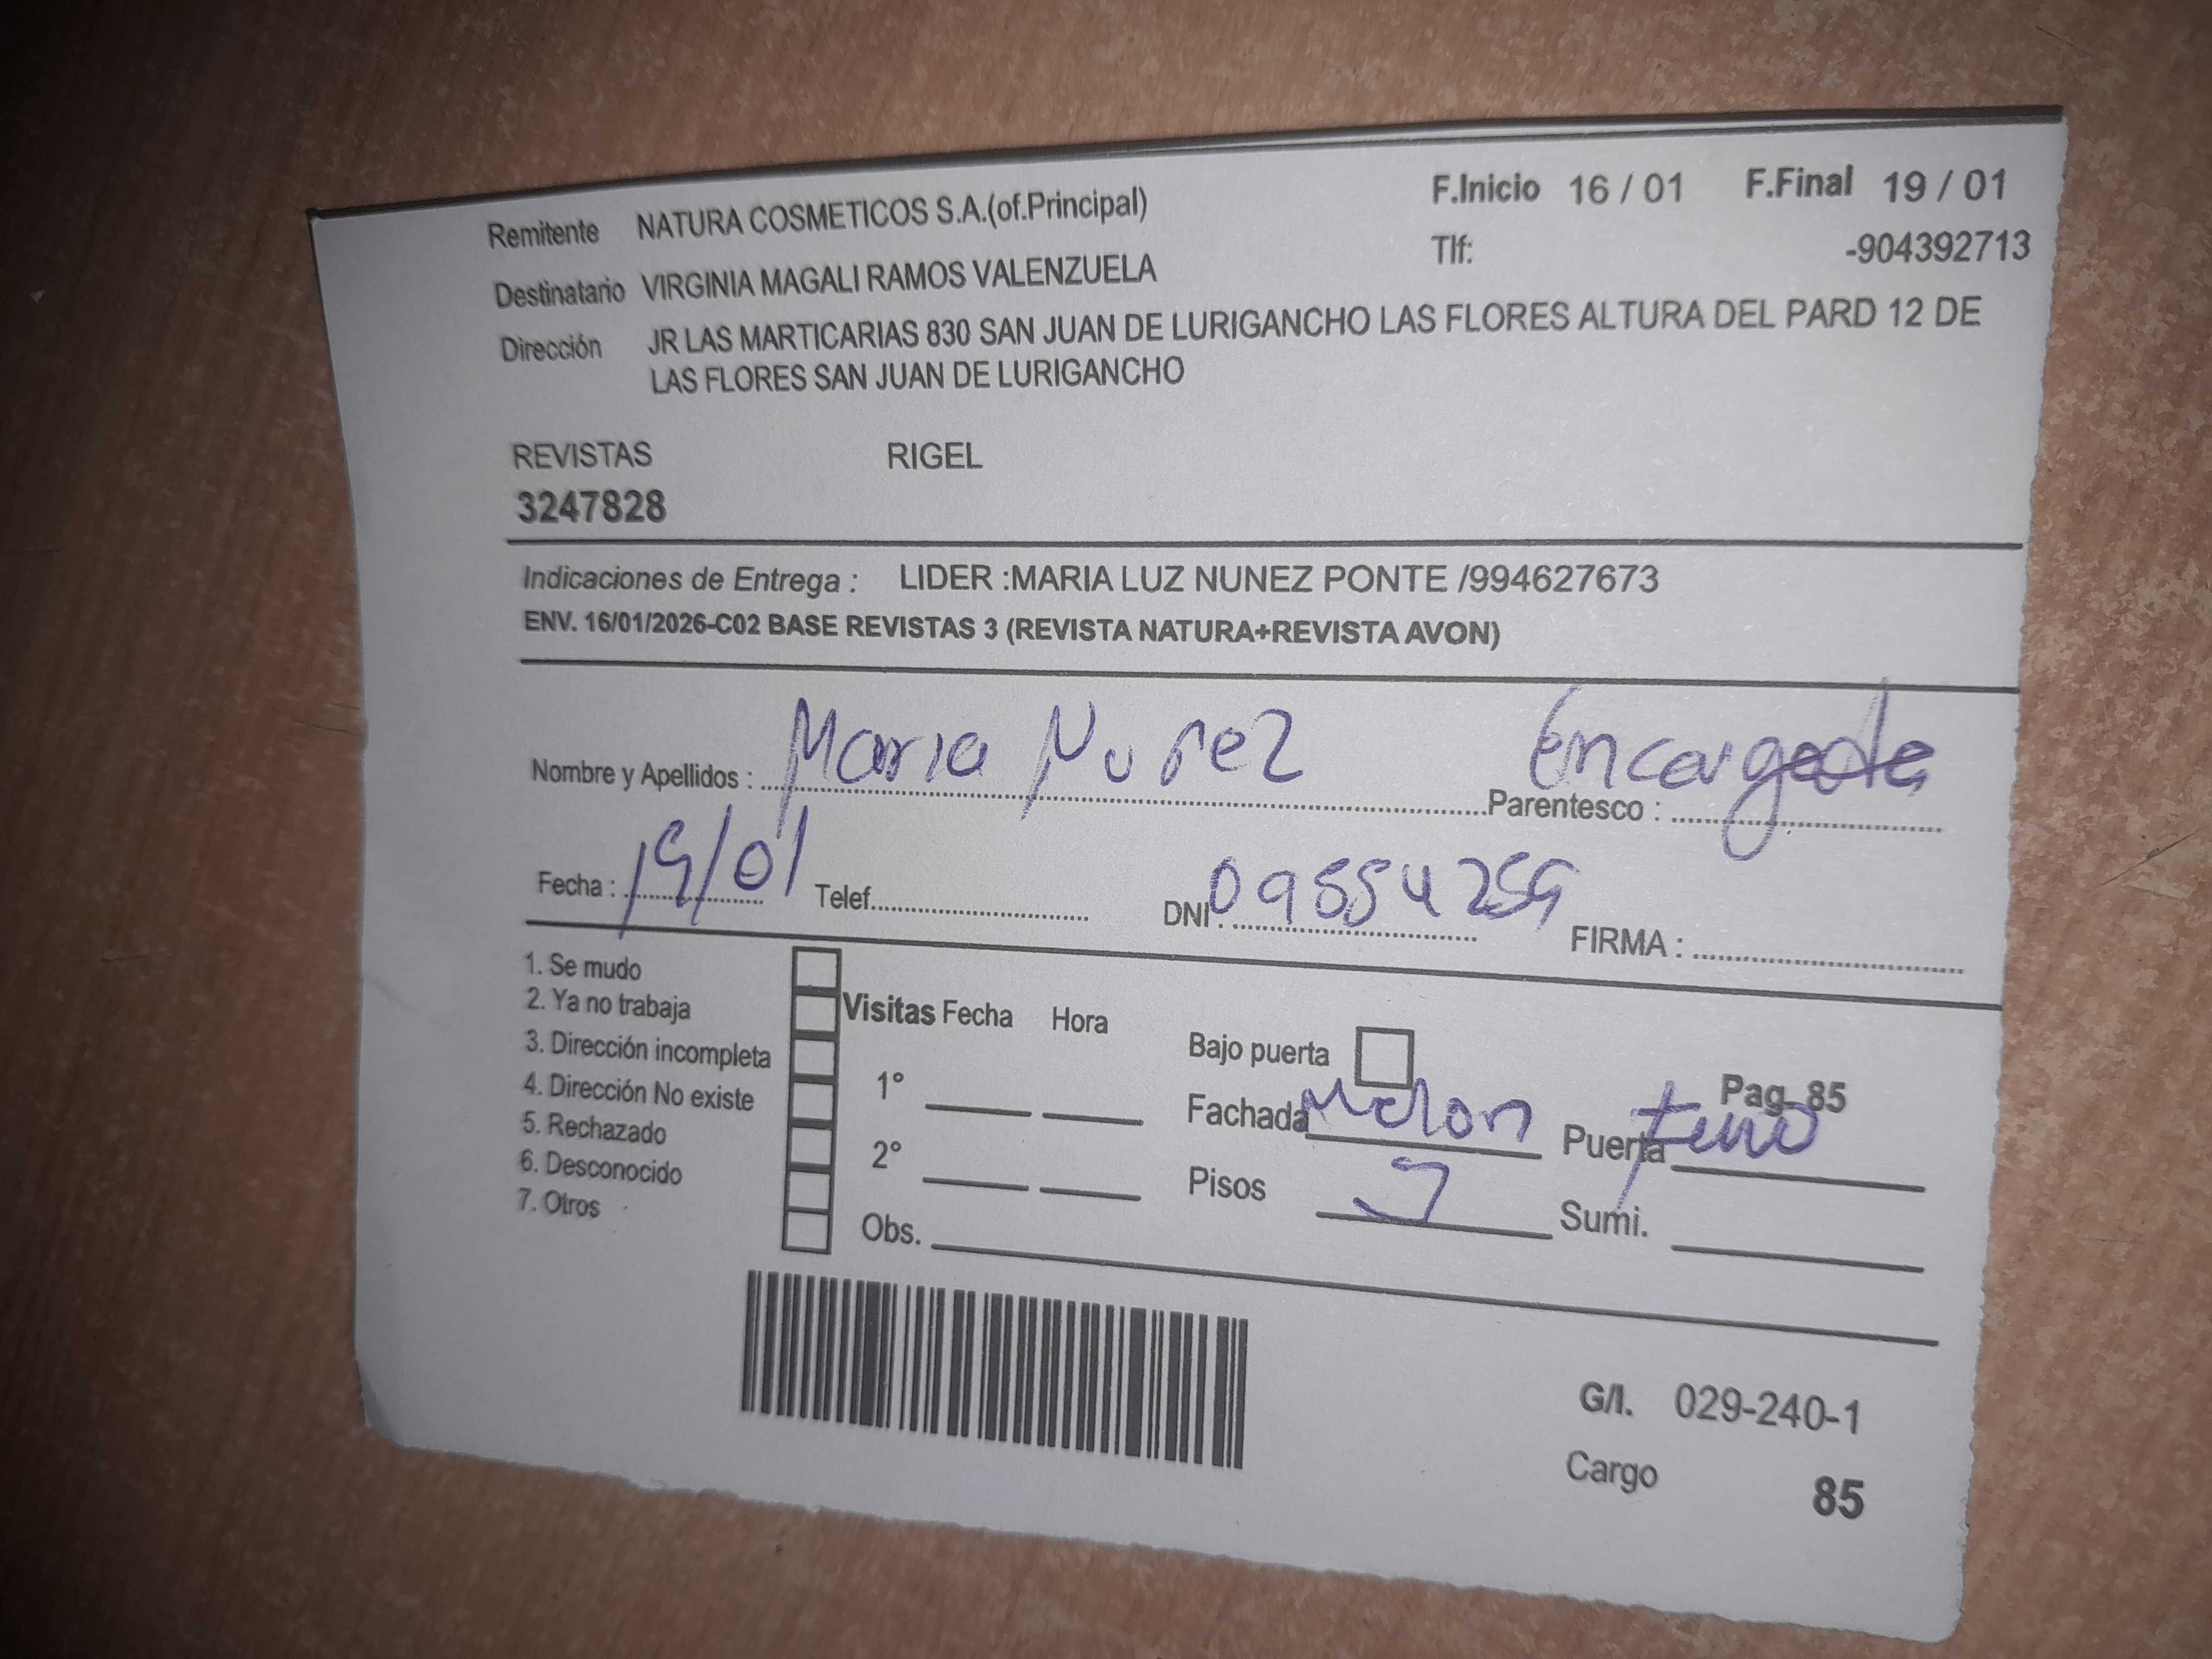 Remitente NATURA COSMETICOS S.A.(of.Principal) F.Inicio 16 / 01 F.Final 19 / 01
Destinatario VIRGINIA MAGALI RAMOS VALENZUELA Tlf: -904392713
Dirección JR LAS MARTICARIAS 830 SAN JUAN DE LURIGANCHO LAS FLORES ALTURA DEL PARD 12 DE
LAS FLORES SAN JUAN DE LURIGANCHO
REVISTAS RIGEL
3247828
Indicaciones de Entrega : LIDER :MARIA LUZ NUNEZ PONTE /994627673
ENV. 16/01/2026-C02 BASE REVISTAS 3 (REVISTA NATURA+REVISTA AVON)
Nombre y Apellidos : Maria Nuñez Parentesco : Encargada
Fecha : 19/01 Telef. DNI : FIRMA :
1. Se mudo
2. Ya no trabaja Visitas Fecha Hora
3. Dirección incompleta Bajo puerta
4. Dirección No existe 1° Fachada Melon Puerta Pag. 85
5. Rechazado
6. Desconocido 2° Pisos Sumi.
7. Otros Obs.
G/I. 029-240-1
Cargo 85